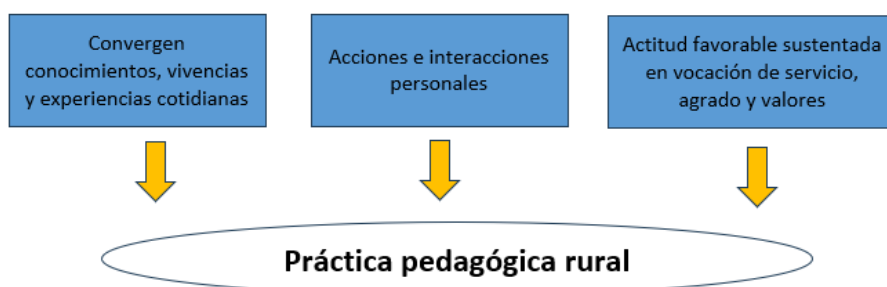 Convergen
conocimientos, vivencias
y experiencias cotidianas
Acciones e interacciones
personales
Actitud favorable sustentada
en vocación de servicio,
agrado y valores
Práctica pedagógica rural